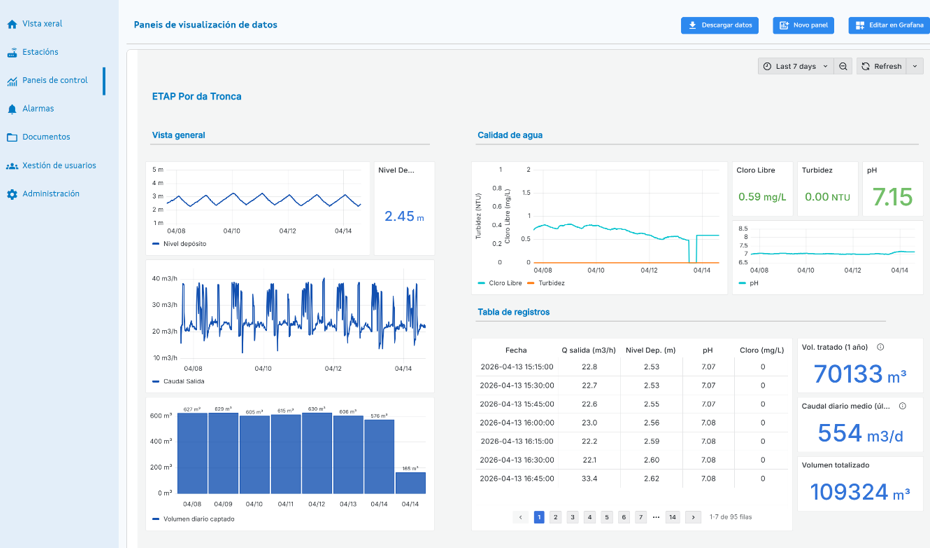 Vista xeral
Estacións
Paneis de control
Alarmas
Documentos
Xestión de usuarios
Administración
Paneis de visualización de datos
Descargar datos
Novo panel
Editar en Grafana
Last 7 days
Refresh
ETAP Por da Tronca
Vista general
5 m
4 m
3 m
2 m
1 m
04/08 04/10 04/12 04/14
Nivel depósito
Nivel De...
2.45 m
40 m3/h
30 m3/h
20 m3/h
10 m3/h
04/08 04/10 04/12 04/14
Caudal Salida
600 m³
400 m³
200 m³
0 m³
627 m³ 629 m³ 605 m³ 615 m³ 630 m³ 606 m³ 576 m³ 165 m³
04/08 04/09 04/10 04/11 04/12 04/13 04/14 04/14
Volumen diario captado
Calidad de agua
Turbidez (NTU)
1
0.8
0.6
0.4
0.2
0
Cloro Libre (mg/L)
2
1.5
1
0.5
0
04/08 04/10 04/12 04/14
Cloro Libre Turbidez
Cloro Libre
0.59 mg/L
Turbidez
0.00 NTU
pH
7.15
8.5
8
7.5
7
6.5
04/08 04/10 04/12 04/14
pH
Tabla de registros
Fecha Q salida (m3/h) Nivel Dep. (m) pH Cloro (mg/L)
2026-04-13 15:15:00 22.8 2.53 7.07 0
2026-04-13 15:30:00 22.7 2.53 7.07 0
2026-04-13 15:45:00 22.6 2.55 7.07 0
2026-04-13 16:00:00 23.0 2.56 7.08 0
2026-04-13 16:15:00 22.2 2.59 7.08 0
2026-04-13 16:30:00 22.1 2.60 7.08 0
2026-04-13 16:45:00 33.4 2.62 7.08 0
‹ 1 2 3 4 5 6 7 ••• 14 › 1-7 de 95 filas
Vol. tratado (1 año)
70133 m³
Caudal diario medio (úl...
554 m3/d
Volumen totalizado
109324 m³